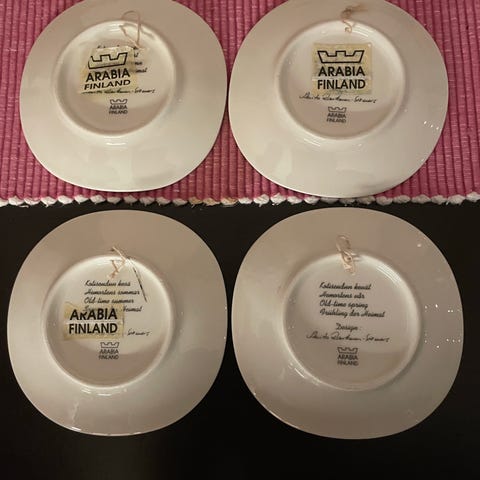 ARABIA
FINLAND
ARABIA
FINLAND
ARABIA
FINLAND
ARABIA
FINLAND
Kotiseudun kesä
Hemortens sommar
Old-time summer
Heimat
ARABIA
FINLAND
ARABIA
FINLAND
Kotiseudun kevät
Hemortens vår
Old-time spring
Frühling der Heimat
Design:
ARABIA
FINLAND